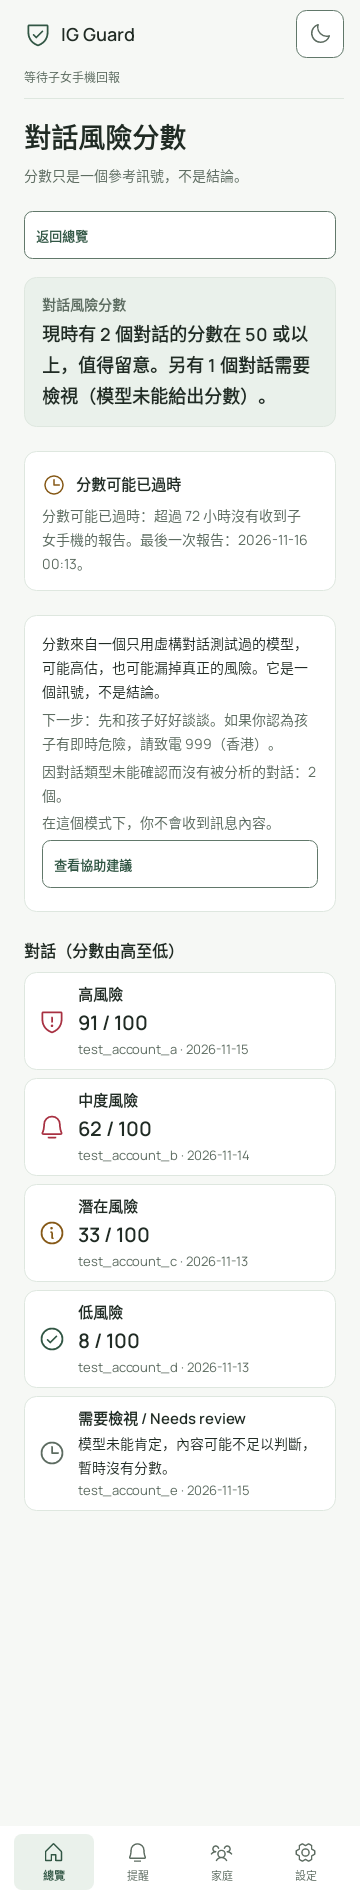 IG Guard
等待子女手機回報
對話風險分數
分數只是一個參考訊號，不是結論。
返回總覽
對話風險分數
現時有 2 個對話的分數在 50 或以
上，值得留意。另有 1 個對話需要
檢視（模型未能給出分數）。
分數可能已過時
分數可能已過時：超過 72 小時沒有收到子
女手機的報告。最後一次報告：2026-11-16
00:13。
分數來自一個只用虛構對話測試過的模型，
可能高估，也可能漏掉真正的風險。它是一
個訊號，不是結論。
下一步：先和孩子好好談談。如果你認為孩
子有即時危險，請致電 999（香港）。
因對話類型未能確認而沒有被分析的對話：2
個。
在這個模式下，你不會收到訊息內容。
查看協助建議
對話（分數由高至低）
高風險
91 / 100
test_account_a · 2026-11-15
中度風險
62 / 100
test_account_b · 2026-11-14
潛在風險
33 / 100
test_account_c · 2026-11-13
低風險
8 / 100
test_account_d · 2026-11-13
需要檢視 / Needs review
模型未能肯定，內容可能不足以判斷，
暫時沒有分數。
test_account_e · 2026-11-15
總覽
提醒
家庭
設定